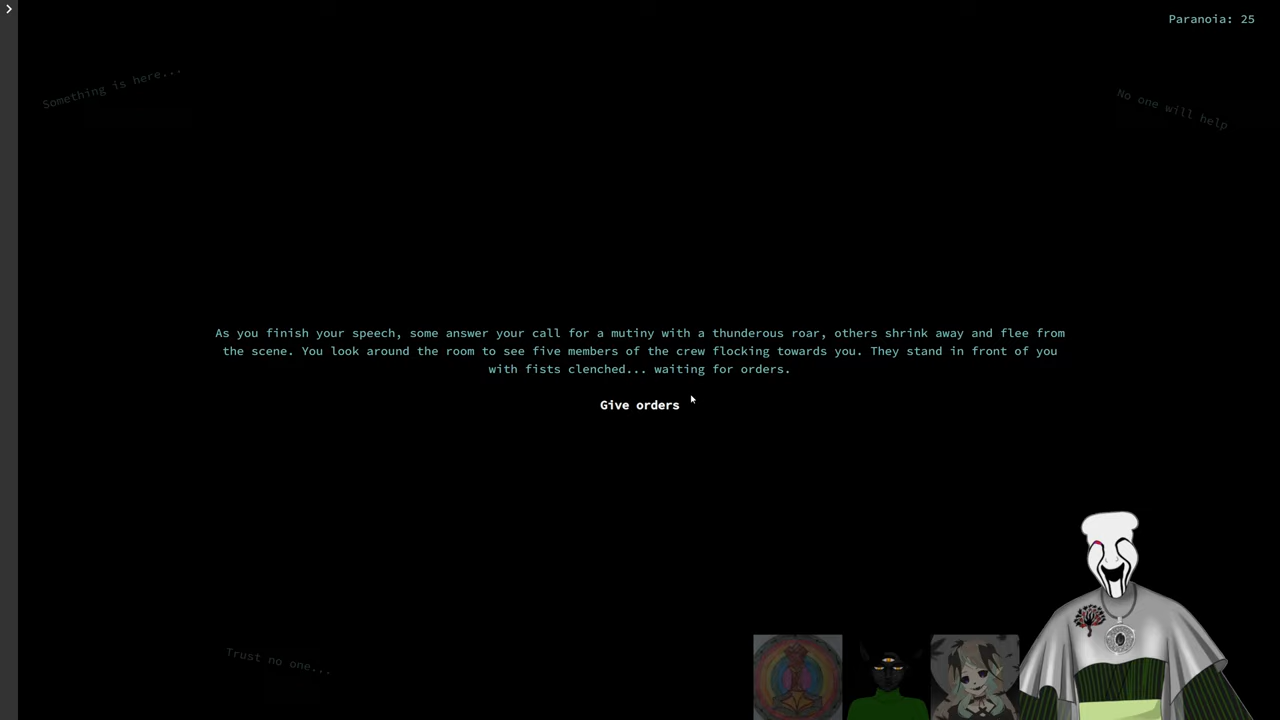 Paranoia: 25
Something is here...
No one will help
As you finish your speech, some answer your call for a mutiny with a thunderous roar, others shrink away and flee from
the scene. You look around the room to see five members of the crew flocking towards you. They stand in front of you
with fists clenched... waiting for orders.
Give orders
Trust no one...